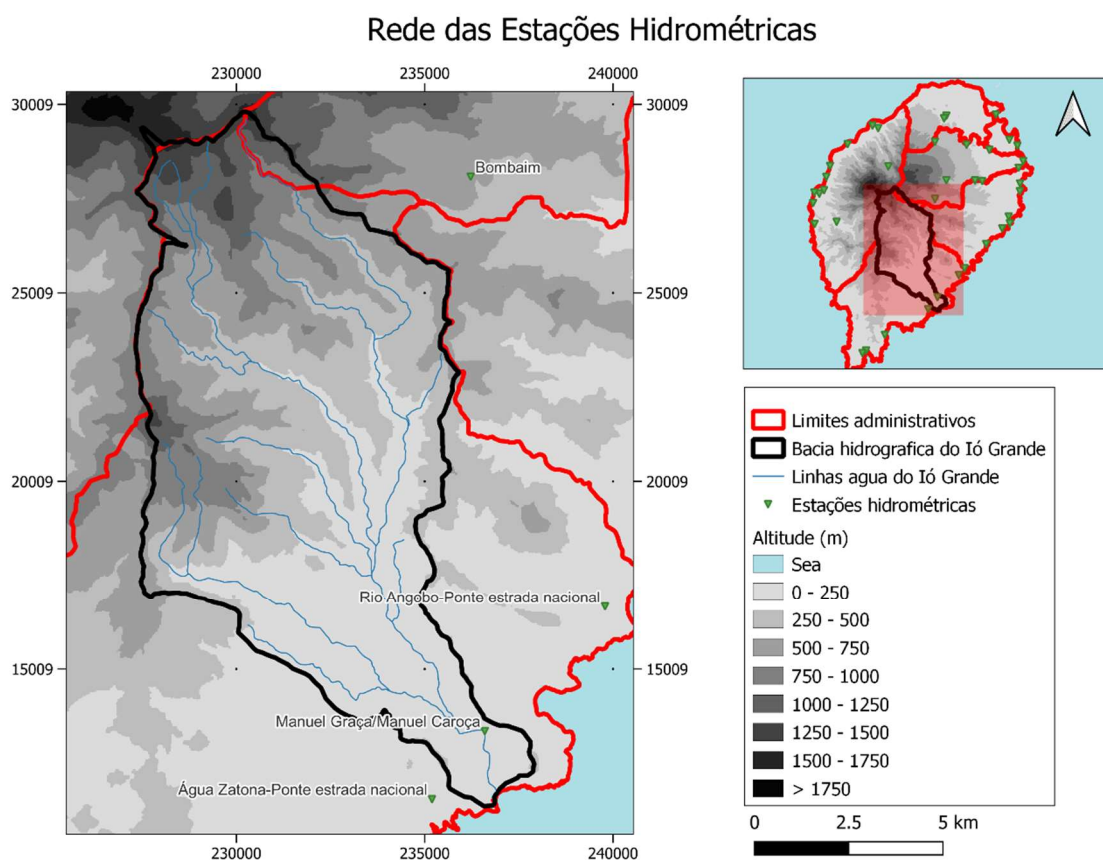 Rede das Estações Hidrométricas
230000 235000 240000
30009 30009
Bombaim
25009 25009
20009 20009
Rio Angobo-Ponte estrada nacional
15009 15009
Manuel Graça/Manuel Caroça
Água Zatona-Ponte estrada nacional
230000 235000 240000
Limites administrativos
Bacia hidrografica do Ió Grande
Linhas agua do Ió Grande
Estações hidrométricas
Altitude (m)
Sea
0 - 250
250 - 500
500 - 750
750 - 1000
1000 - 1250
1250 - 1500
1500 - 1750
> 1750
0 2.5 5 km